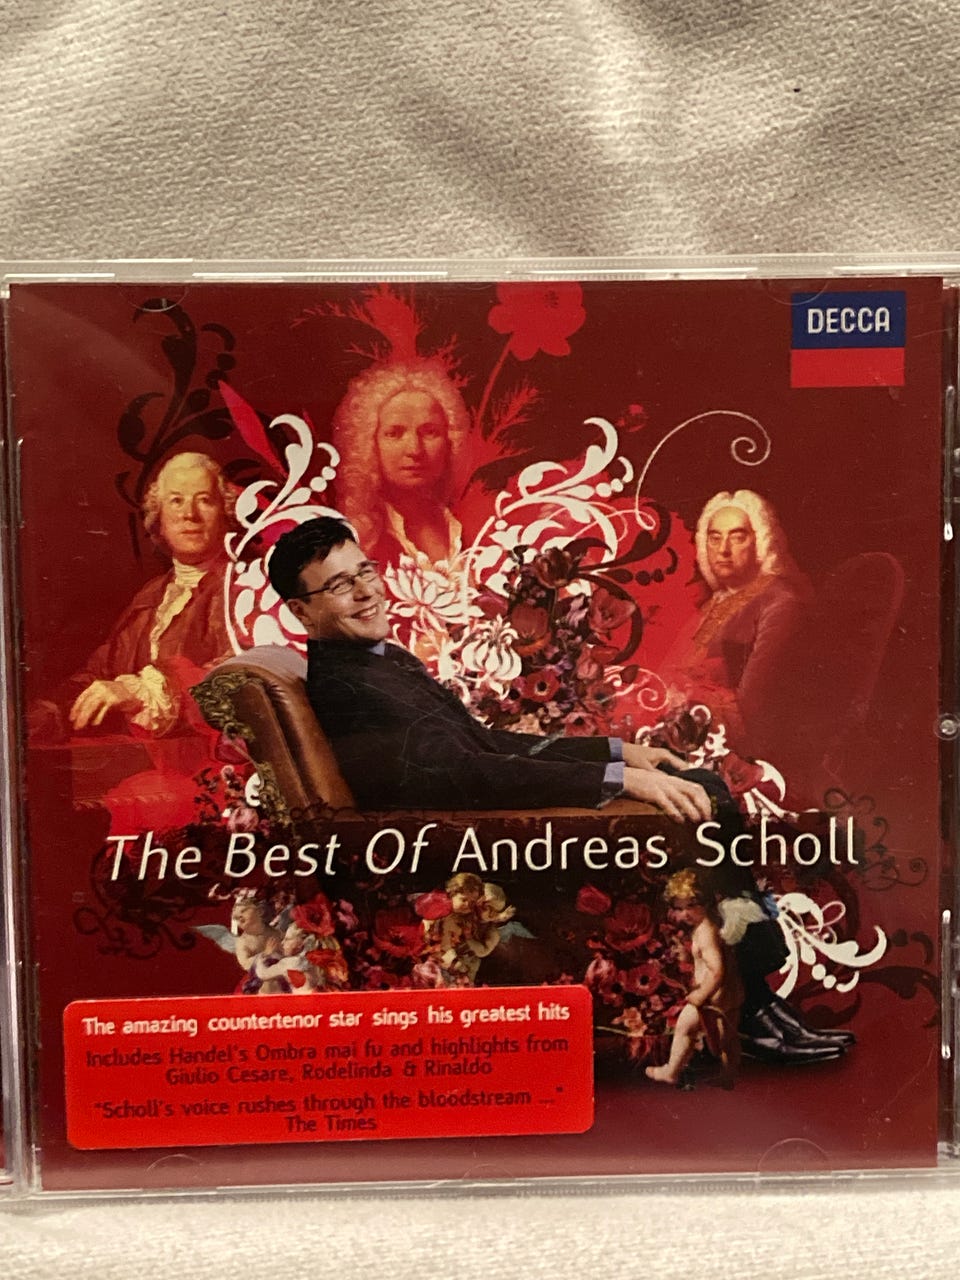 DECCA
The Best Of Andreas Scholl
The amazing countertenor star sings his greatest hits
Includes Handel's Ombra mai fu and highlights from
Giulio Cesare, Rodelinda & Rinaldo
"Scholl's voice rushes through the bloodstream ..."
The Times